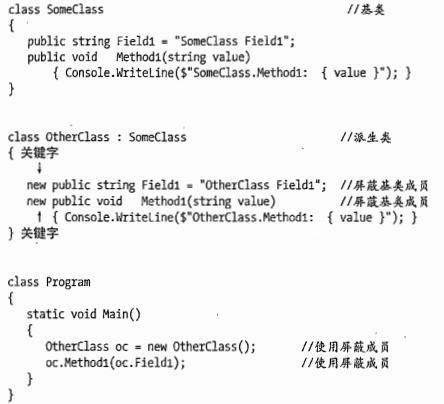 class SomeClass //基类
{
public string Field1 = "SomeClass Field1";
public void Method1(string value)
{ Console.WriteLine($"SomeClass.Method1: { value }"); }
}
class OtherClass : SomeClass //派生类
{ 关键字
↓
new public string Field1 = "OtherClass Field1"; //屏蔽基类成员
new public void Method1(string value) //屏蔽基类成员
↑ { Console.WriteLine($"OtherClass.Method1: { value }"); }
} 关键字
class Program
{
static void Main()
{
OtherClass oc = new OtherClass(); //使用屏蔽成员
oc.Method1(oc.Field1); //使用屏蔽成员
}
}